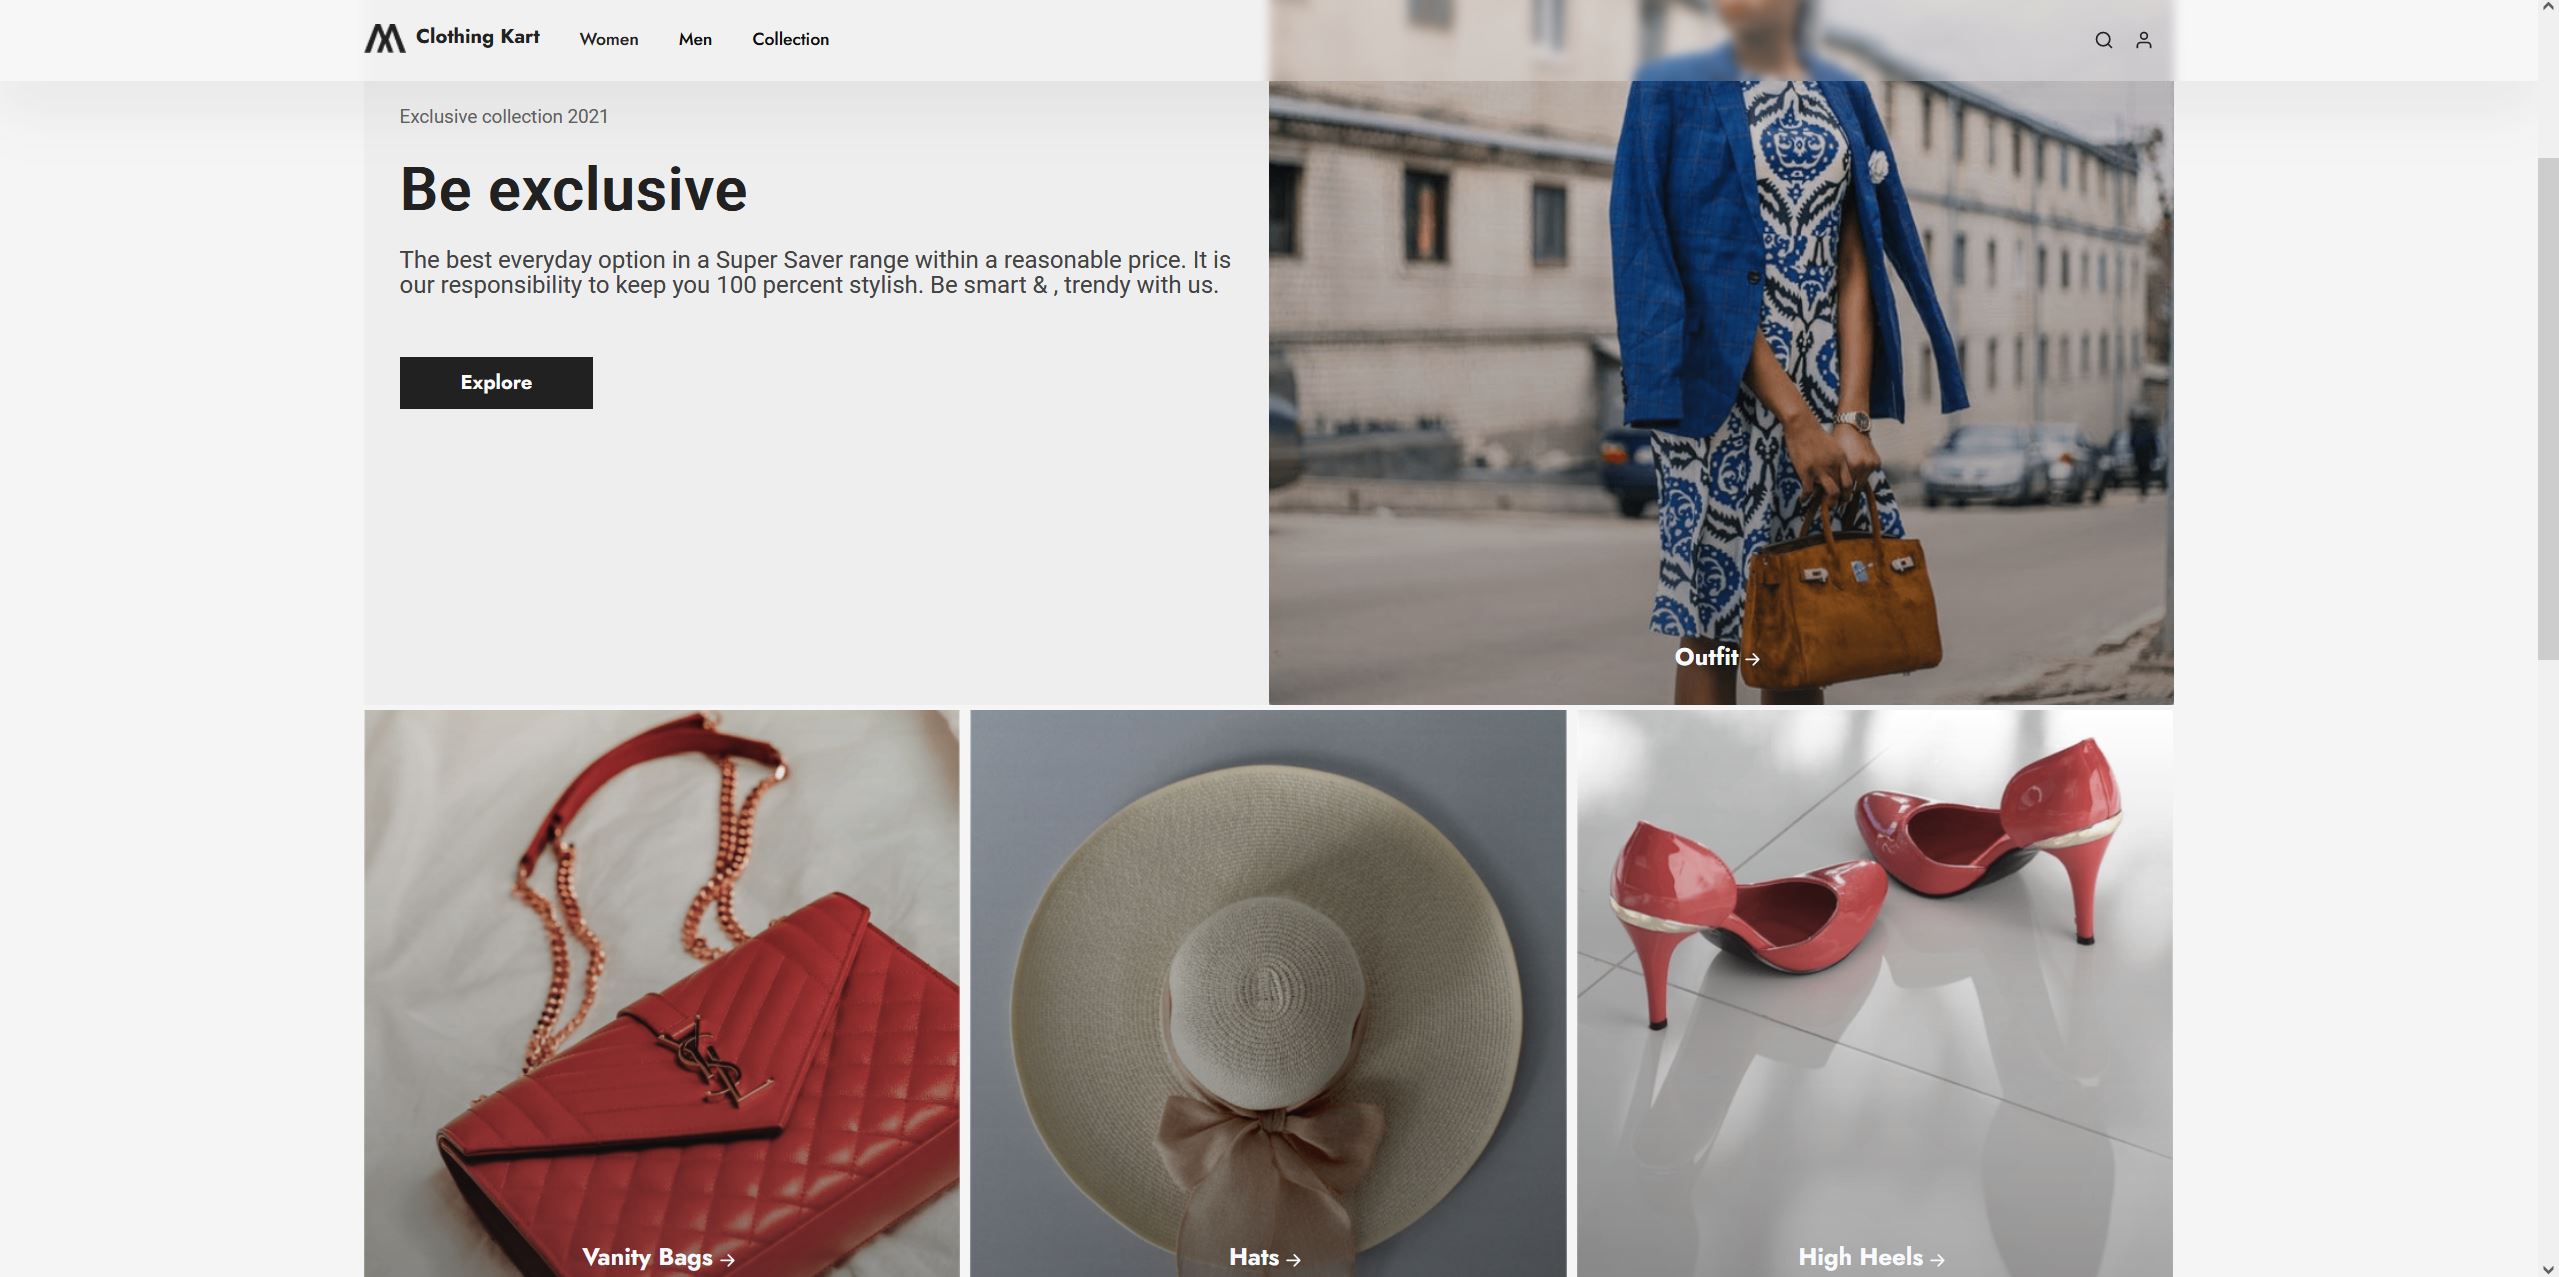 Clothing Kart
Women
Men
Collection
Exclusive collection 2021
Be exclusive
The best everyday option in a Super Saver range within a reasonable price. It is
our responsibility to keep you 100 percent stylish. Be smart & , trendy with us.
Explore
Outfit →
YSL
Vanity Bags →
Hats →
High Heels →